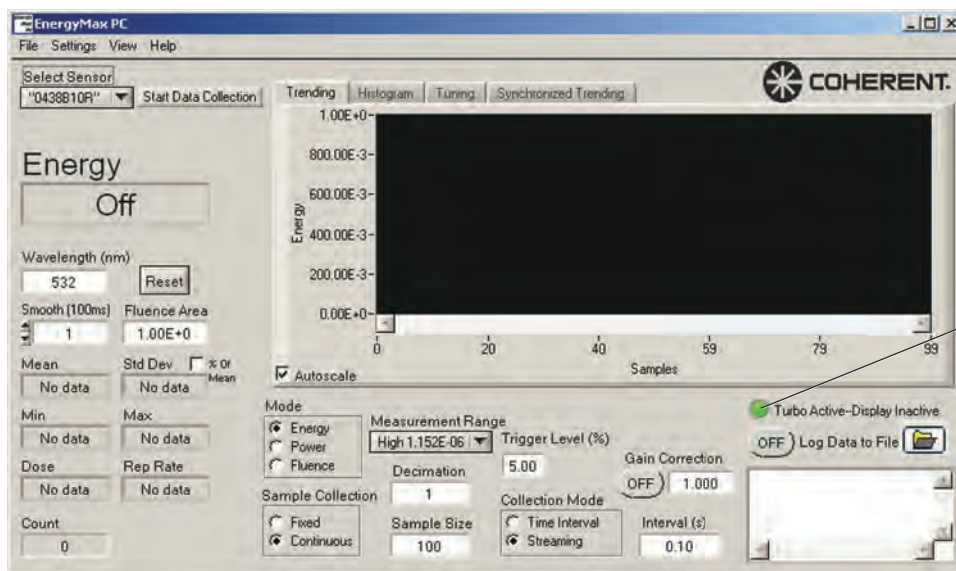 EnergyMax PC
File Settings View Help
Select Sensor
"0438B10R"
Start Data Collection
Trending
Histogram
Tuning
Synchronized Trending
COHERENT.
Energy
Off
Wavelength (nm)
532
Reset
Smooth (100ms)
1
Fluence Area
1.00E+0
Mean
No data
Std Dev
% Of Mean
No data
Min
No data
Max
No data
Dose
No data
Rep Rate
No data
Count
0
Energy
1.00E+0
800.00E-3
600.00E-3
400.00E-3
200.00E-3
0.00E+0
0 20 40 59 79 99
Samples
Autoscale
Mode
Energy
Power
Fluence
Measurement Range
High 1.152E-06
Trigger Level (%)
5.00
Gain Correction
OFF
1.000
Decimation
1
Sample Collection
Fixed
Continuous
Sample Size
100
Collection Mode
Time Interval
Streaming
Interval (s)
0.10
Turbo Active--Display Inactive
OFF
Log Data to File